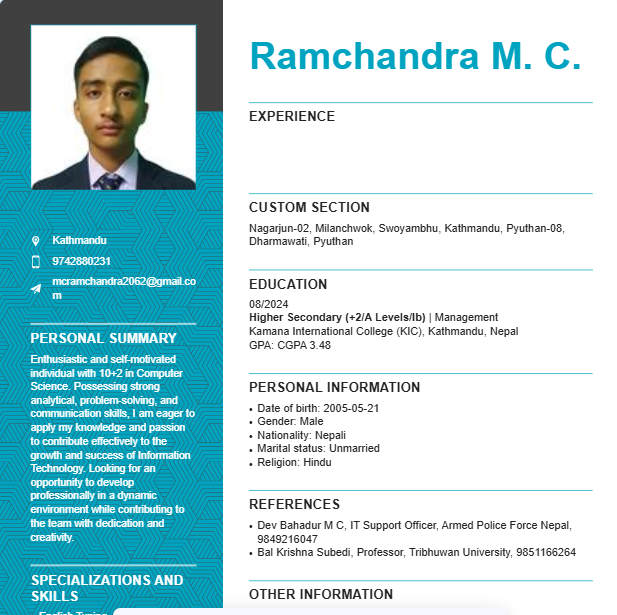 Kathmandu
9742880231
mcramchandra2062@gmail.co
m
PERSONAL SUMMARY
Enthusiastic and self-motivated
individual with 10+2 in Computer
Science. Possessing strong
analytical, problem-solving, and
communication skills, I am eager to
apply my knowledge and passion
to contribute effectively to the
growth and success of Information
Technology. Looking for an
opportunity to develop
professionally in a dynamic
environment while contributing to
the team with dedication and
creativity.
SPECIALIZATIONS AND
SKILLS
English Typing
Ramchandra M. C.
EXPERIENCE
CUSTOM SECTION
Nagarjun-02, Milanchwok, Swoyambhu, Kathmandu, Pyuthan-08,
Dharmawati, Pyuthan
EDUCATION
08/2024
Higher Secondary (+2/A Levels/Ib) | Management
Kamana International College (KIC), Kathmandu, Nepal
GPA: CGPA 3.48
PERSONAL INFORMATION
• Date of birth: 2005-05-21
• Gender: Male
• Nationality: Nepali
• Marital status: Unmarried
• Religion: Hindu
REFERENCES
• Dev Bahadur M C, IT Support Officer, Armed Police Force Nepal,
9849216047
• Bal Krishna Subedi, Professor, Tribhuwan University, 9851166264
OTHER INFORMATION